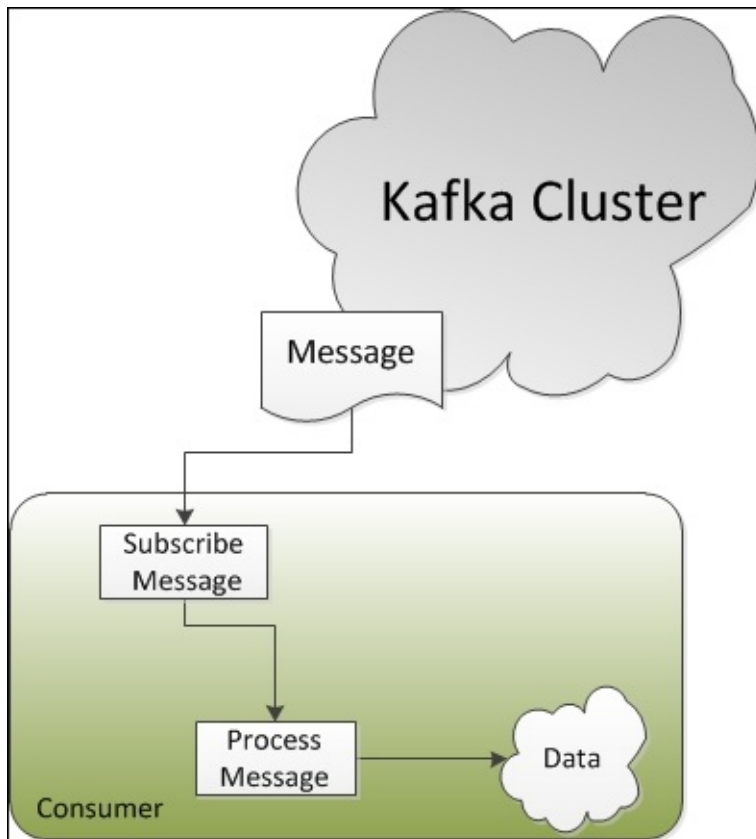 Kafka Cluster
Message
Subscribe
Message
Process
Message
Data
Consumer